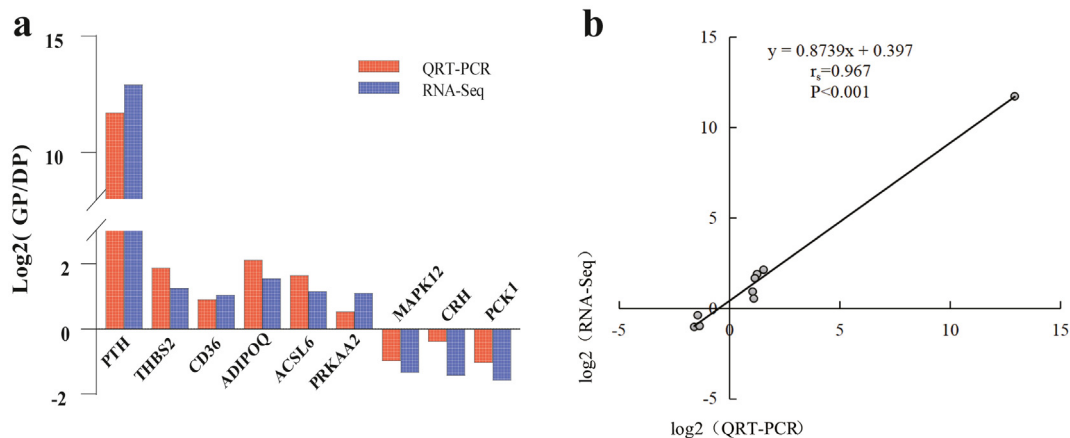 a
15
10
2
0
-2
Log2( GP/DP)
QRT-PCR
RNA-Seq
PTH
THBS2
CD36
ADIPOQ
ACSL6
PRKAA2
MAPK12
CRH
PCK1
b
y = 0.8739x + 0.397
rs=0.967
P<0.001
15
10
5
0
-5
-5 0 5 10 15
log2（RNA-Seq）
log2（QRT-PCR）